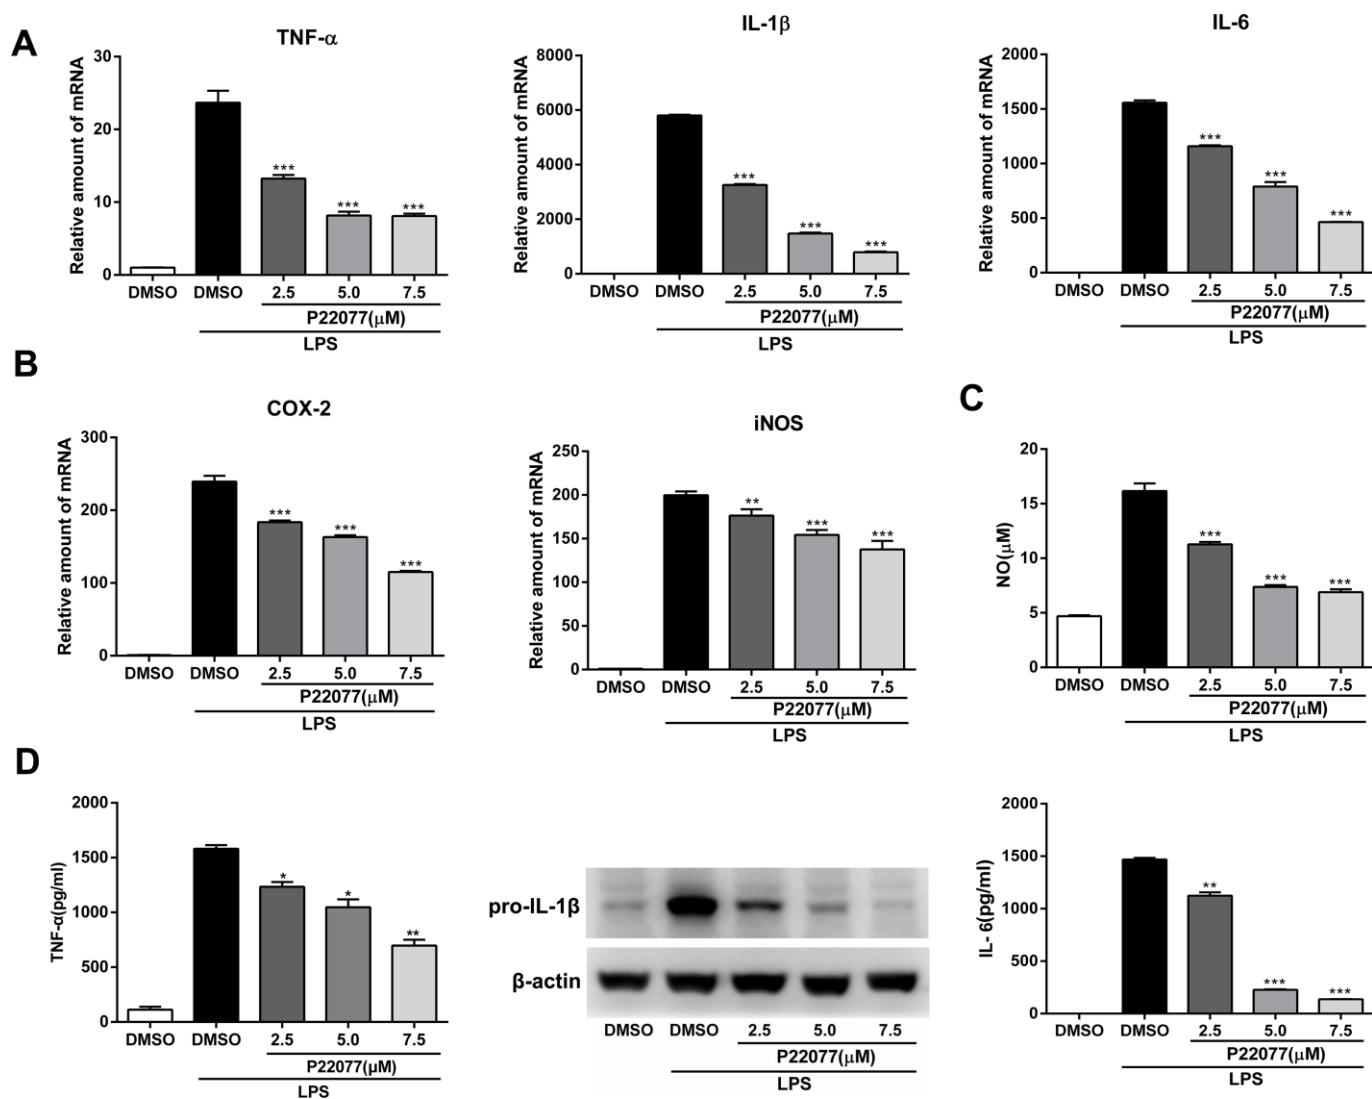 A
TNF-α
Relative amount of mRNA
30
20
10
0
***
***
***
DMSO DMSO 2.5 5.0 7.5
P22077(μM)
LPS
IL-1β
Relative amount of mRNA
8000
6000
4000
2000
0
***
***
***
DMSO DMSO 2.5 5.0 7.5
P22077(μM)
LPS
IL-6
Relative amount of mRNA
2000
1500
1000
500
0
***
***
***
DMSO DMSO 2.5 5.0 7.5
P22077(μM)
LPS
B
COX-2
Relative amount of mRNA
300
200
100
0
***
***
***
DMSO DMSO 2.5 5.0 7.5
P22077(μM)
LPS
iNOS
Relative amount of mRNA
250
200
150
100
50
0
**
***
***
DMSO DMSO 2.5 5.0 7.5
P22077(μM)
LPS
C
NO(μM)
20
15
10
5
0
***
***
***
DMSO DMSO 2.5 5.0 7.5
P22077(μM)
LPS
D
TNF-α(pg/ml)
2000
1500
1000
500
0
*
*
**
DMSO DMSO 2.5 5.0 7.5
P22077(μM)
LPS
pro-IL-1β
β-actin
DMSO DMSO 2.5 5.0 7.5
P22077(μM)
LPS
IL- 6(pg/ml)
2000
1500
1000
500
0
**
***
***
DMSO DMSO 2.5 5.0 7.5
P22077(μM)
LPS